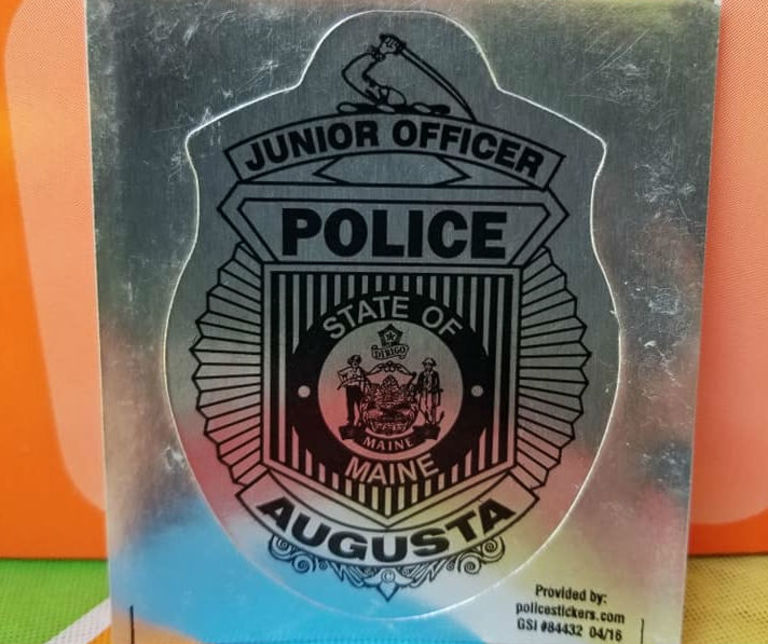 JUNIOR OFFICER
POLICE
STATE OF
DIRIGO
MAINE
MAINE
AUGUSTA
©
Provided by:
policestickers.com
GSI #84432 04/16